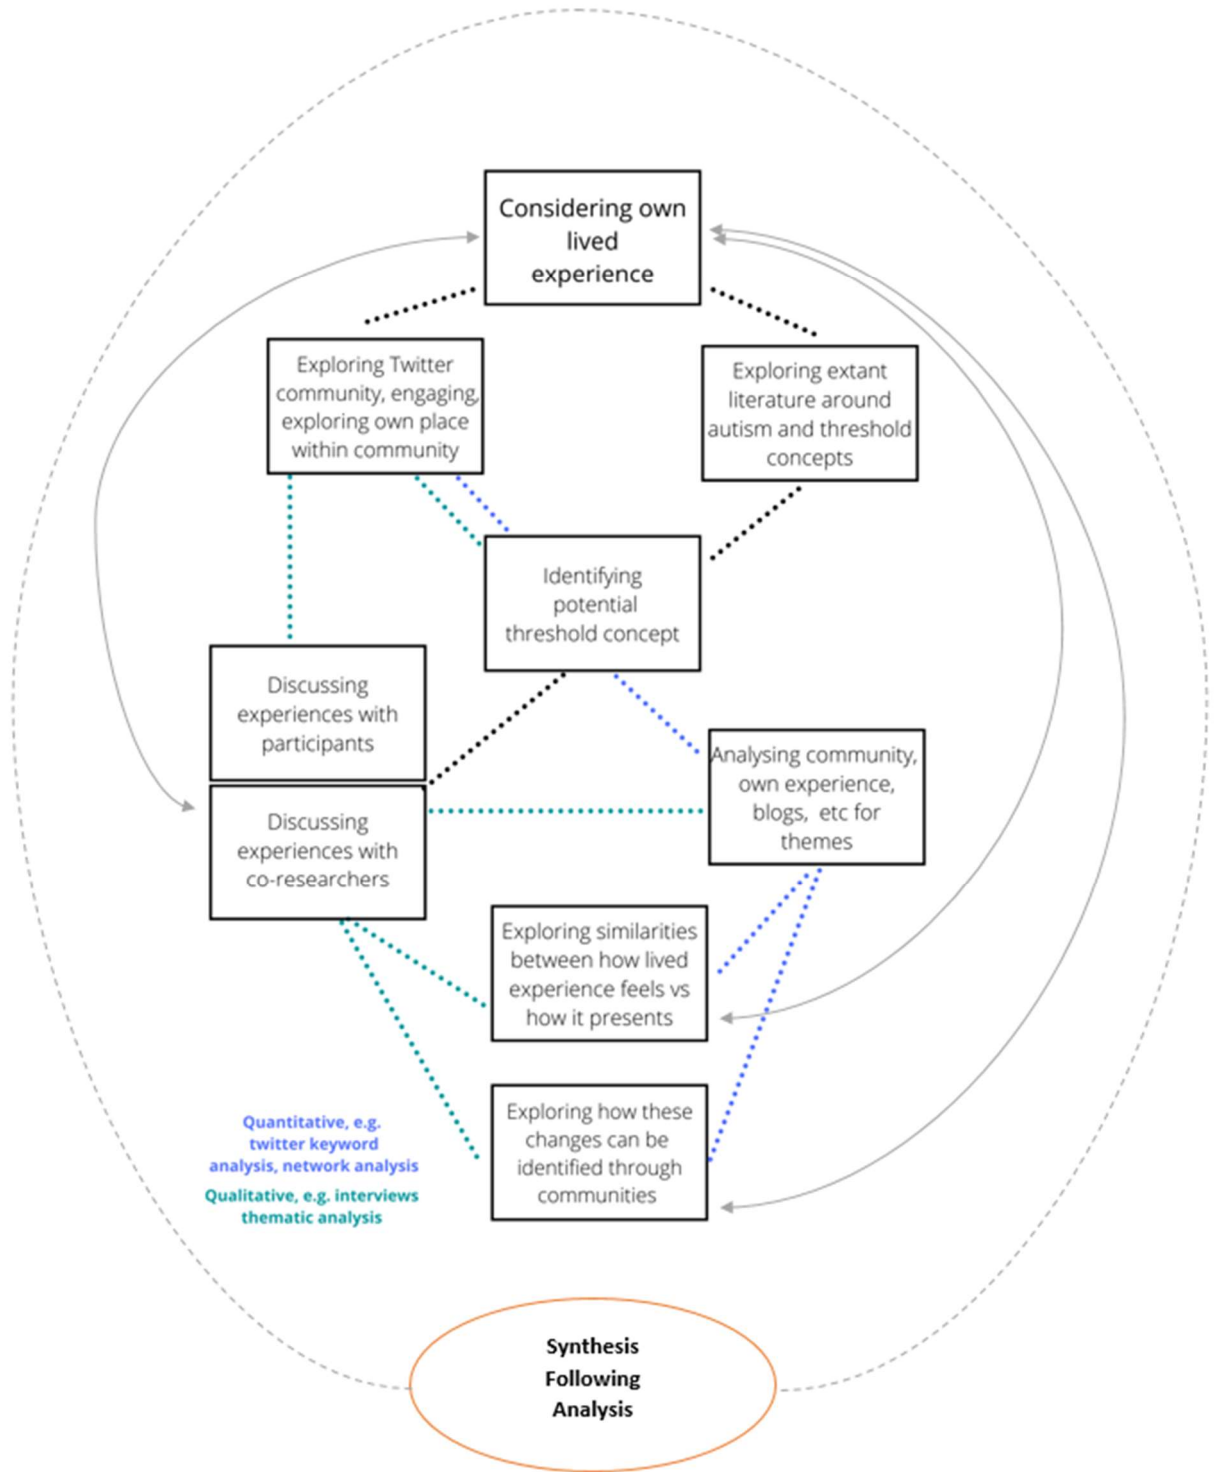 Considering own
lived
experience
Exploring Twitter
community, engaging,
exploring own place
within community
Exploring extant
literature around
autism and threshold
concepts
Identifying
potential
threshold concept
Discussing
experiences with
participants
Analysing community,
own experience,
blogs, etc for
themes
Discussing
experiences with
co-researchers
Exploring similarities
between how lived
experience feels vs
how it presents
Exploring how these
changes can be
identified through
communities
Quantitative, e.g.
twitter keyword
analysis, network analysis
Qualitative, e.g. interviews
thematic analysis
Synthesis
Following
Analysis